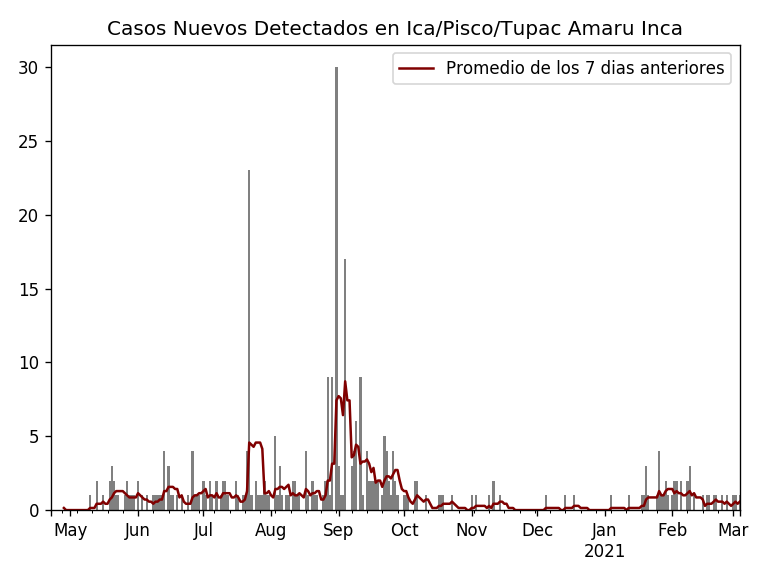 Casos Nuevos Detectados en Ica/Pisco/Tupac Amaru Inca
Promedio de los 7 dias anteriores
30
25
20
15
10
5
0
May Jun Jul Aug Sep Oct Nov Dec Jan Feb Mar
2021